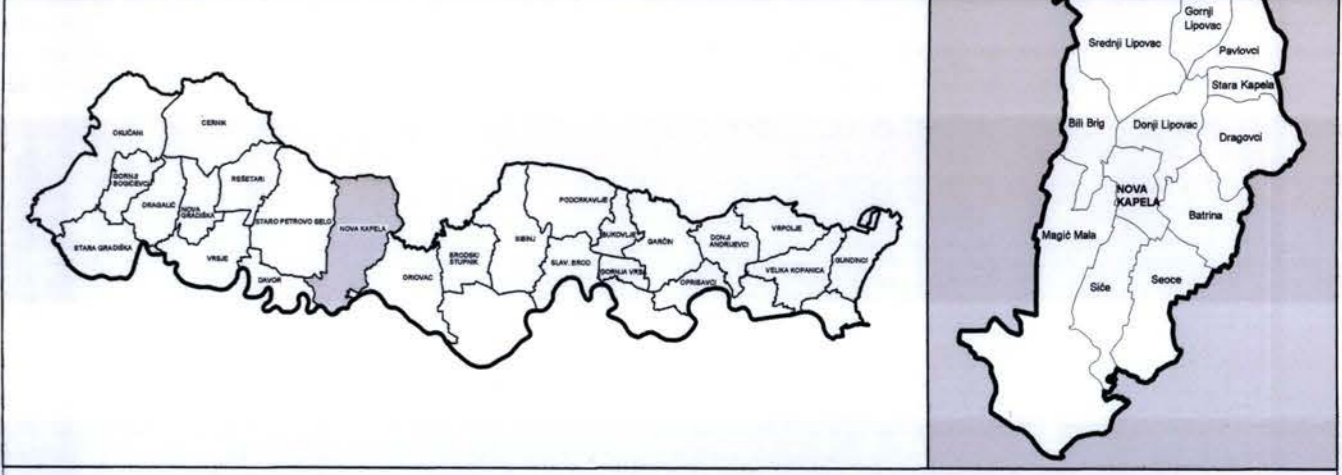 OKUČANI
CERNIK
GORNJI
BOGIĆEVCI
REŠETARI
DRAGALIĆ
NOVA
GRADIŠKA
STARO PETROVO SELO
NOVA KAPELA
STARA GRADIŠKA
VRBJE
DAVOR
ORIOVAC
BRODSKI
STUPNIK
SIBINJ
PODCRKAVLJE
SLAV. BROD
BUKOVLJE
GORNJA VRBA
GARČIN
DONJI
ANDRIJEVCI
OPRISAVCI
VRPOLJE
VELIKA KOPANICA
GUNDINCI
Gornji
Lipovac
Srednji Lipovac
Pavlovci
Stara Kapela
Bili Brig
Donji Lipovac
Dragovci
NOVA
KAPELA
Batrina
Magić Mala
Siče
Seoce